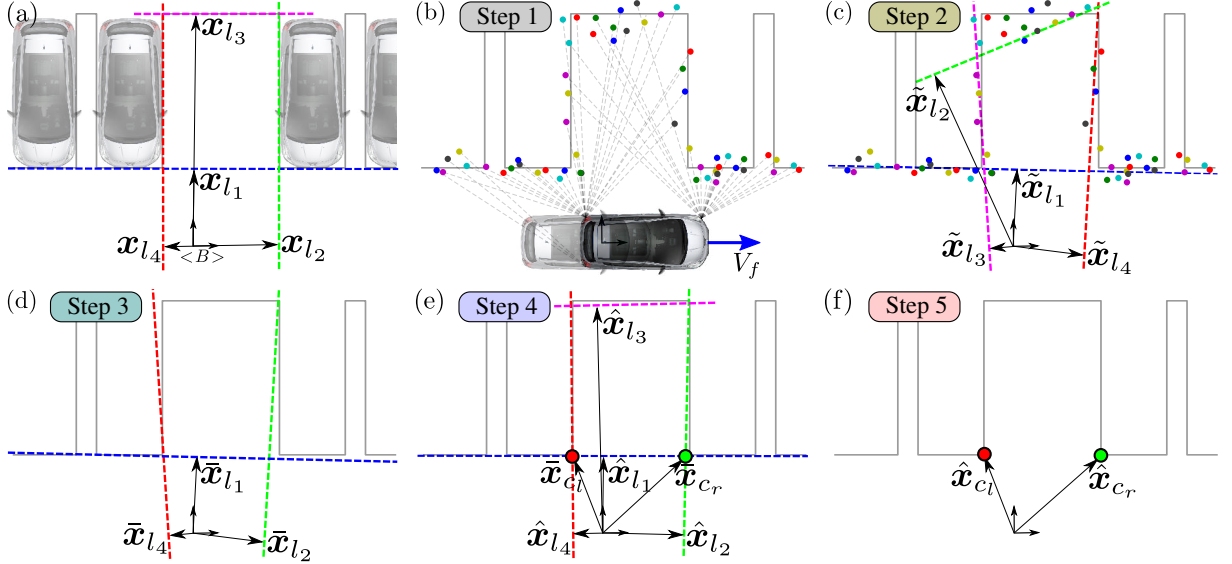 (a)
x_{l_3}
x_{l_1}
x_{l_4}
<B>
x_{l_2}
(b) Step 1
V_f
(c) Step 2
x̃_{l_2}
x̃_{l_1}
x̃_{l_3}
x̃_{l_4}
(d) Step 3
x̄_{l_1}
x̄_{l_4}
x̄_{l_2}
(e) Step 4
x̂_{l_3}
x̄_{c_l}
x̂_{l_1}
x̄_{c_r}
x̂_{l_4}
x̂_{l_2}
(f) Step 5
x̂_{c_l}
x̂_{c_r}